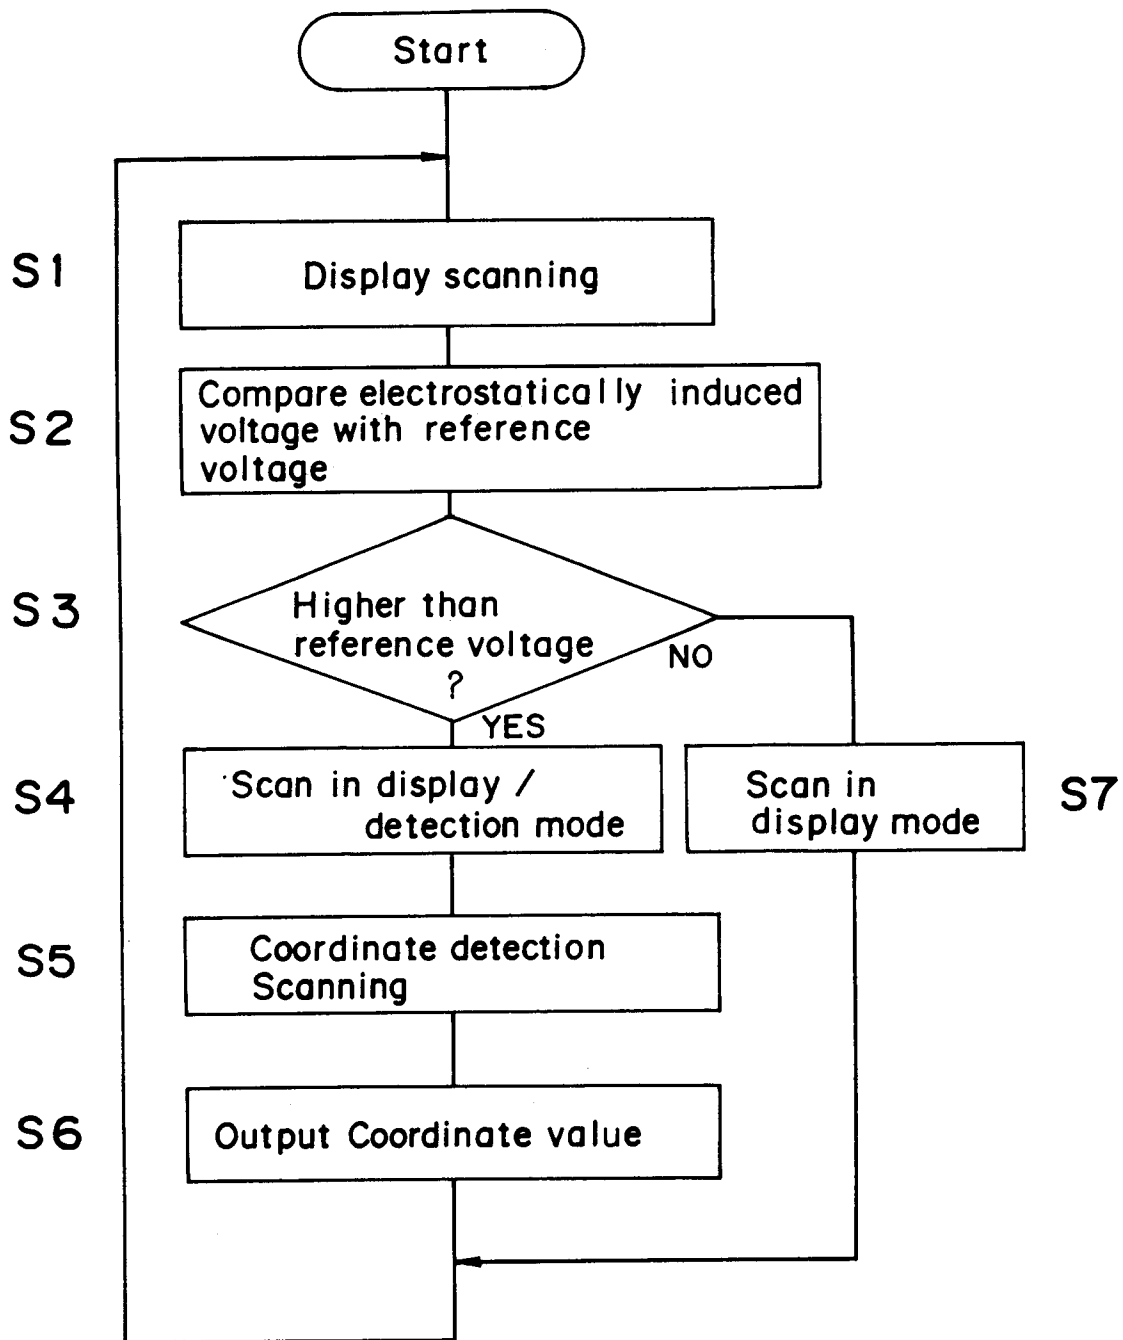 Start
S1
Display scanning
S2
Compare electrostatically induced
voltage with reference
voltage
S3
Higher than
reference voltage
?
NO
YES
S4
Scan in display /
detection mode
Scan in
display mode
S7
S5
Coordinate detection
Scanning
S6
Output Coordinate value